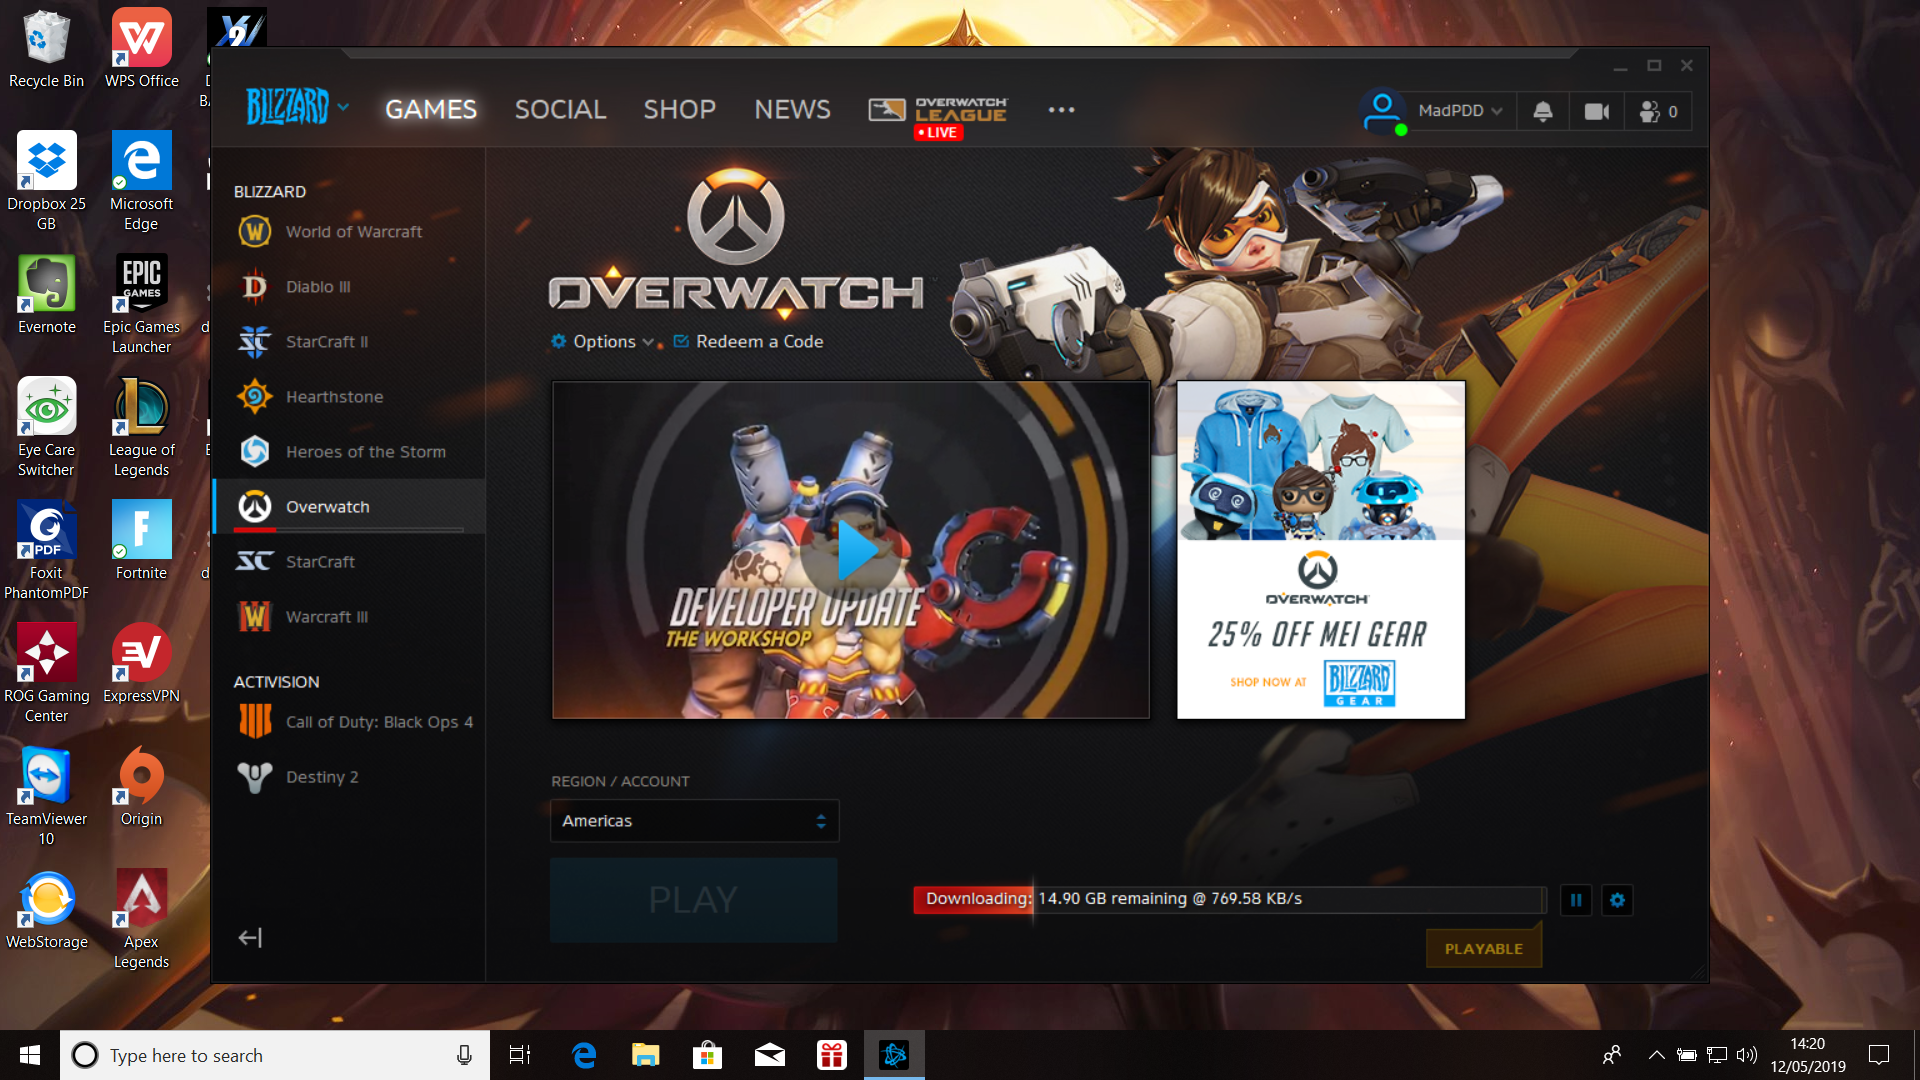 Recycle Bin
WPS Office
Dropbox 25
GB
Microsoft
Edge
Evernote
EPIC
GAMES
Epic Games
Launcher
Eye Care
Switcher
League of
Legends
PDF
Foxit
PhantomPDF
Fortnite
ROG Gaming
Center
ExpressVPN
TeamViewer
10
Origin
WebStorage
Apex
Legends
BLIZZARD
GAMES
SOCIAL
SHOP
NEWS
OVERWATCH
LEAGUE
LIVE
MadPDD
0
BLIZZARD
World of Warcraft
Diablo III
StarCraft II
Hearthstone
Heroes of the Storm
Overwatch
StarCraft
Warcraft III
ACTIVISION
Call of Duty: Black Ops 4
Destiny 2
OVERWATCH
Options
Redeem a Code
DEVELOPER UPDATE
THE WORKSHOP
OVERWATCH
25% OFF MEI GEAR
SHOP NOW AT
BLIZZARD
GEAR
REGION / ACCOUNT
Americas
PLAY
Downloading: 14.90 GB remaining @ 769.58 KB/s
PLAYABLE
Type here to search
14:20
12/05/2019